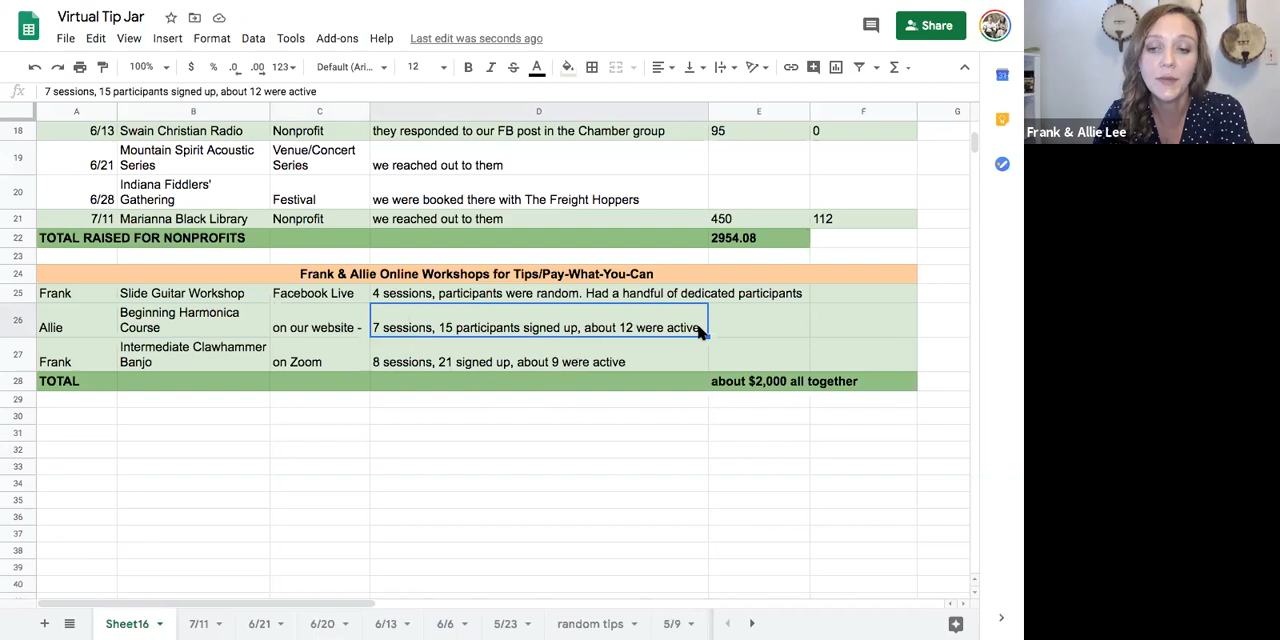 Virtual Tip Jar
File Edit View Insert Format Data Tools Add-ons Help Last edit was seconds ago
Share
Frank & Allie Lee
100% $ % .0 .00 123 Default (Ari... 12 B I S A
fx 7 sessions, 15 participants signed up, about 12 were active
A B C D E F G
18 6/13 Swain Christian Radio Nonprofit they responded to our FB post in the Chamber group 95 0
19 6/21 Mountain Spirit Acoustic Series Venue/Concert Series we reached out to them
20 6/28 Indiana Fiddlers' Gathering Festival we were booked there with The Freight Hoppers
21 7/11 Marianna Black Library Nonprofit we reached out to them 450 112
22 TOTAL RAISED FOR NONPROFITS 2954.08
23
24 Frank & Allie Online Workshops for Tips/Pay-What-You-Can
25 Frank Slide Guitar Workshop Facebook Live 4 sessions, participants were random. Had a handful of dedicated participants
26 Allie Beginning Harmonica Course on our website - 7 sessions, 15 participants signed up, about 12 were active
27 Frank Intermediate Clawhammer Banjo on Zoom 8 sessions, 21 signed up, about 9 were active
28 TOTAL about $2,000 all together
29
30
31
32
33
34
35
36
37
38
39
40
Sheet16 7/11 6/21 6/20 6/13 6/6 5/23 random tips 5/9